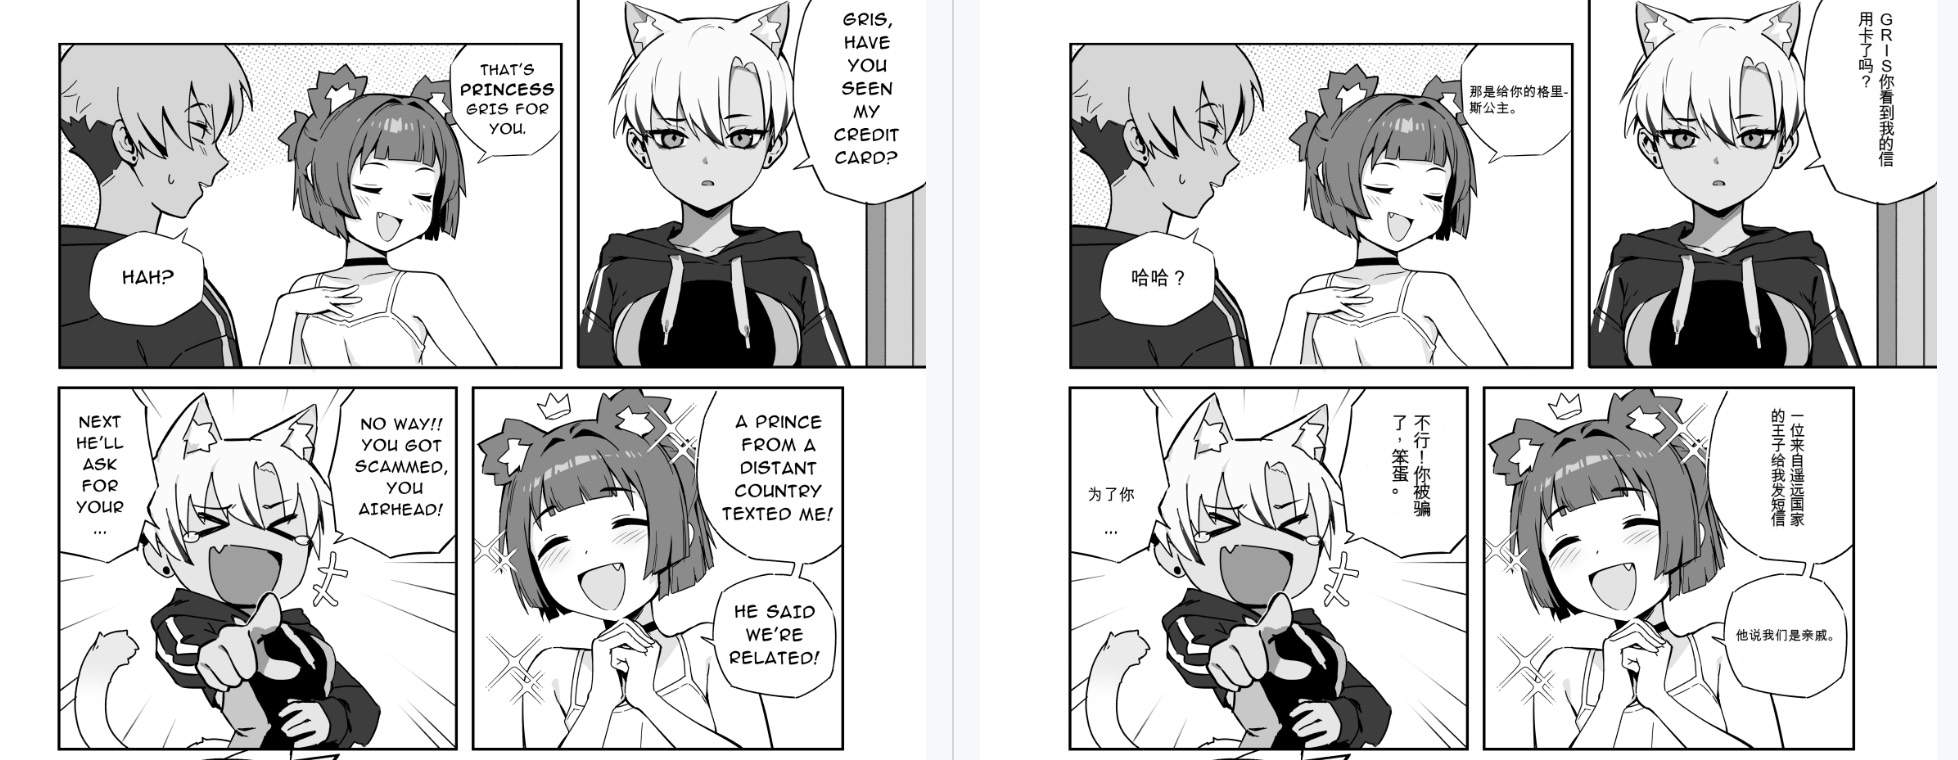 GRIS,
HAVE
YOU
SEEN
MY
CREDIT
CARD?
THAT'S
PRINCESS
GRIS FOR
YOU.
HAH?
A PRINCE
FROM A
DISTANT
COUNTRY
TEXTED ME!
HE SAID
WE'RE
RELATED!
NO WAY!!
YOU GOT
SCAMMED,
YOU
AIRHEAD!
NEXT
HE'LL
ASK
FOR
YOUR
...
GRIS你看到我的信
用卡了吗？
那是给你的格里-
斯公主。
哈哈？
一位来自遥远国家
的王子给我发短信
他说我们是亲戚。
不行！你被骗
了，笨蛋。
为了你
...